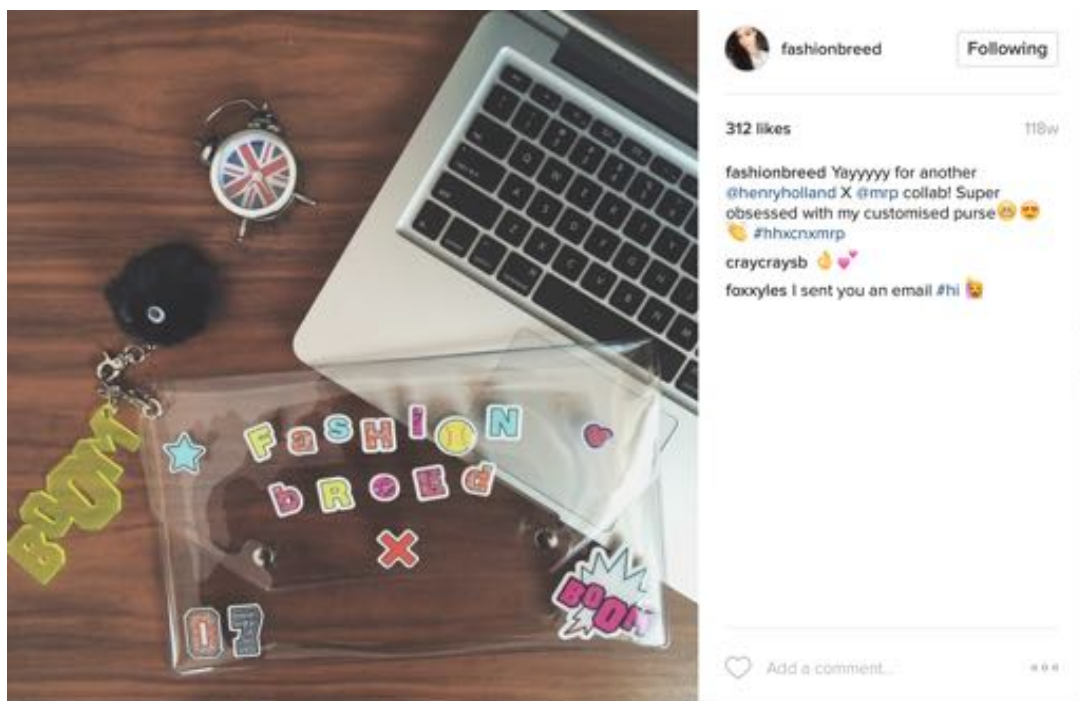 fashionbreed
Following
312 likes
118w
fashionbreed Yayyyyy for another
@henryholland X @mrp collab! Super
obsessed with my customised purse😁😍
👏 #hhxcnxmrp
craycraysb 👌💕
foxxyles I sent you an email #hi 🙋
Add a comment...
BOOM
FaSHION
bReEd
X
BOOM